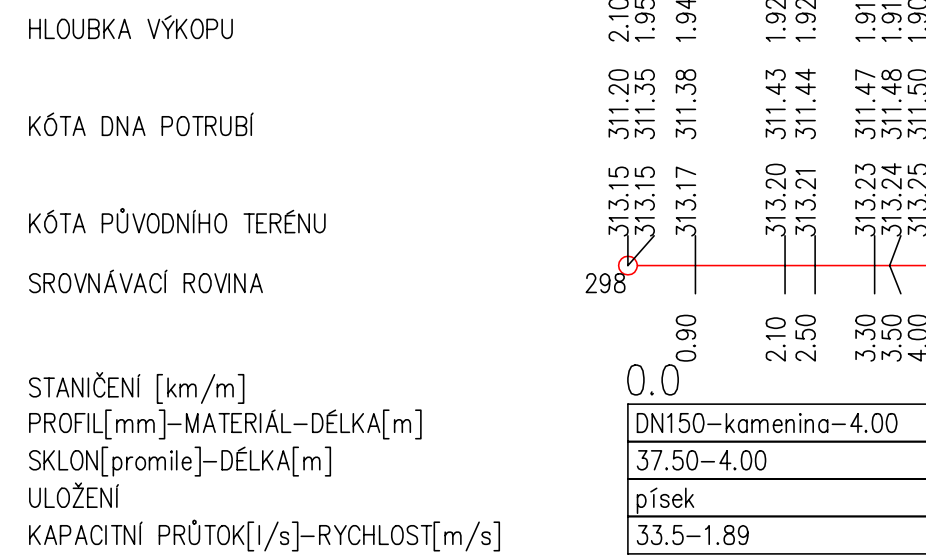 HLOUBKA VÝKOPU 2.10 1.95 1.94 1.92 1.92 1.91 1.91 1.90
KÓTA DNA POTRUBÍ 311.20 311.35 311.38 311.43 311.44 311.47 311.48 311.50
KÓTA PŮVODNÍHO TERÉNU 313.15 313.15 313.17 313.20 313.21 313.23 313.24 313.25
SROVNÁVACÍ ROVINA 298
0.90 2.10 2.50 3.30 3.50 4.00
STANIČENÍ [km/m] 0.0
PROFIL[mm]–MATERIÁL–DÉLKA[m] DN150–kamenina–4.00
SKLON[promile]–DÉLKA[m] 37.50–4.00
ULOŽENÍ písek
KAPACITNÍ PRŮTOK[l/s]–RYCHLOST[m/s] 33.5–1.89